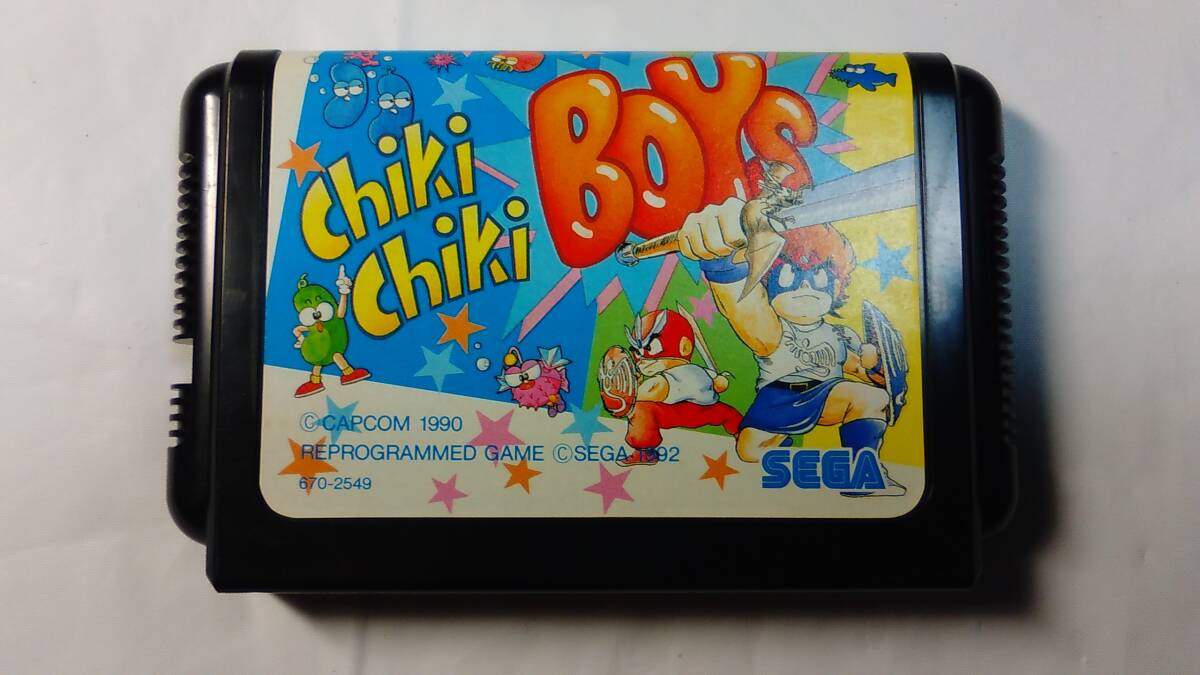 Chiki
Chiki
BOYS
©CAPCOM 1990
REPROGRAMMED GAME ©SEGA 1992
670-2549
SEGA